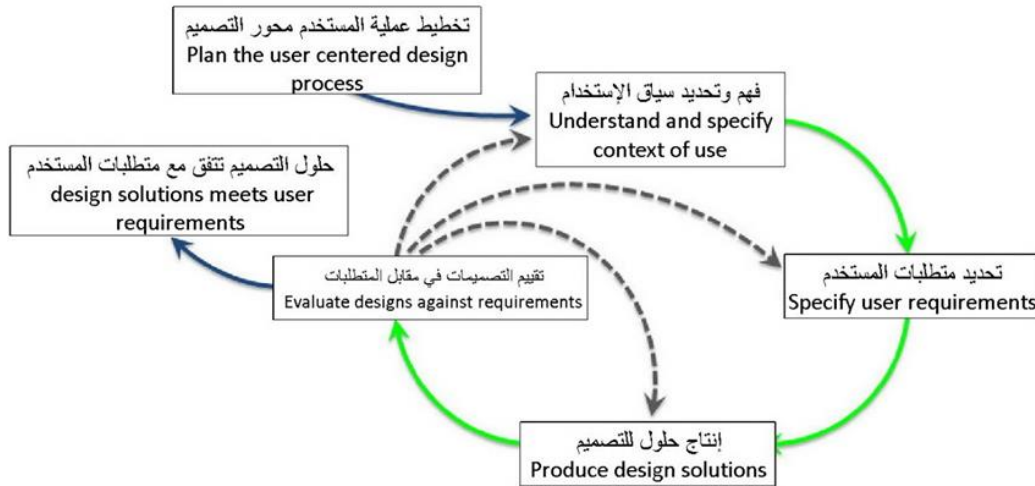 تخطيط عملية المستخدم محور التصميم
Plan the user centered design
process
فهم وتحديد سياق الإستخدام
Understand and specify
context of use
حلول التصميم تتفق مع متطلبات المستخدم
design solutions meets user
requirements
تقييم التصميمات في مقابل المتطلبات
Evaluate designs against requirements
تحديد متطلبات المستخدم
Specify user requirements
إنتاج حلول للتصميم
Produce design solutions